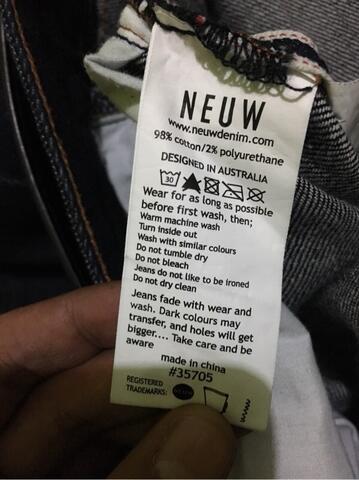 NEUW
www.neuwdenim.com
98% cotton/2% polyurethane
DESIGNED IN AUSTRALIA
30
Wear for as long as possible
before first wash, then;
Warm machine wash
Turn inside out
Wash with similar colours
Do not tumble dry
Do not bleach
Jeans do not like to be ironed
Do not dry clean
Jeans fade with wear and
wash. Dark colours may
transfer, and holes will get
bigger.... Take care and be
aware
made in china
#35705
REGISTERED
TRADEMARKS: